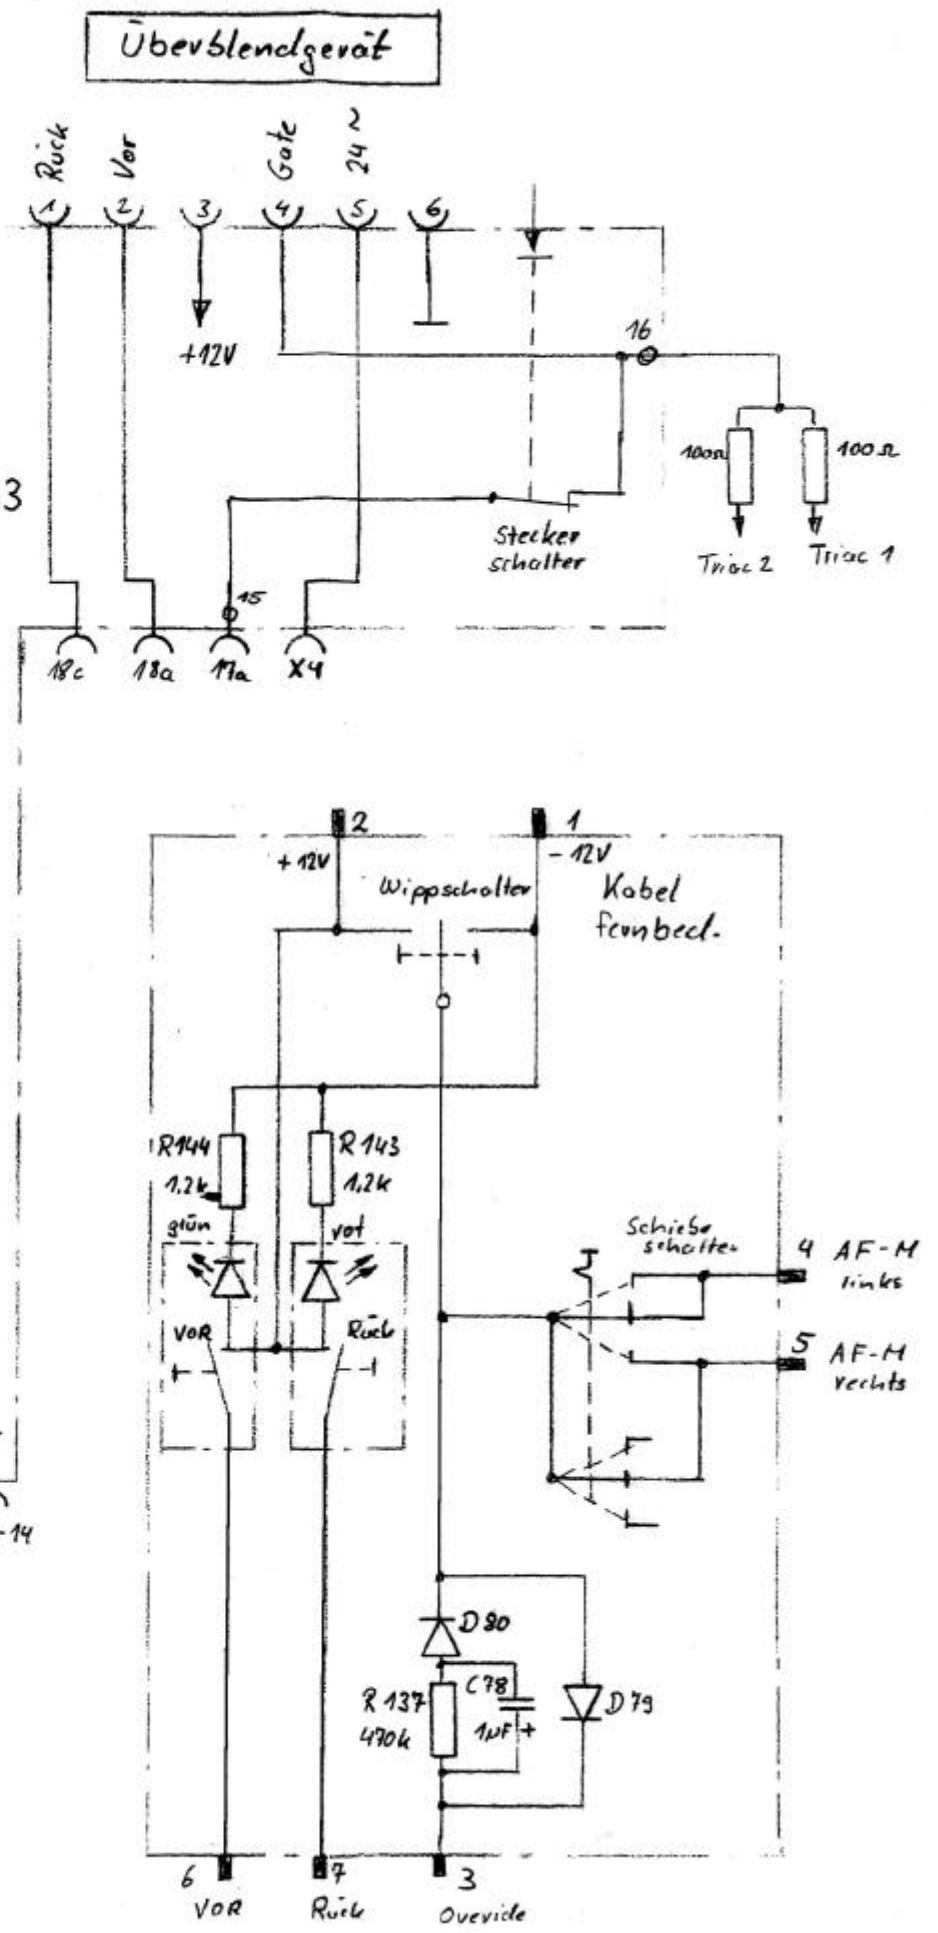 Überblendgerät
Rück
Vor
Gate
24 ~
1
2
3
4
5
6
+12V
16
100Ω
100Ω
3
Stecker
schalter
Triac 2
Triac 1
15
18c
18a
17a
X4
2
1
+12V
-12V
Wippschalter
Kabel
fernbed.
R144
1,2k
R143
1,2k
grün
rot
Schiebe
schalter
4 AF-M
links
VOR
Rück
5 AF-M
rechts
-14
D80
C78
R137
470k
1µF +
D79
6
7
3
VOR
Rück
Overide